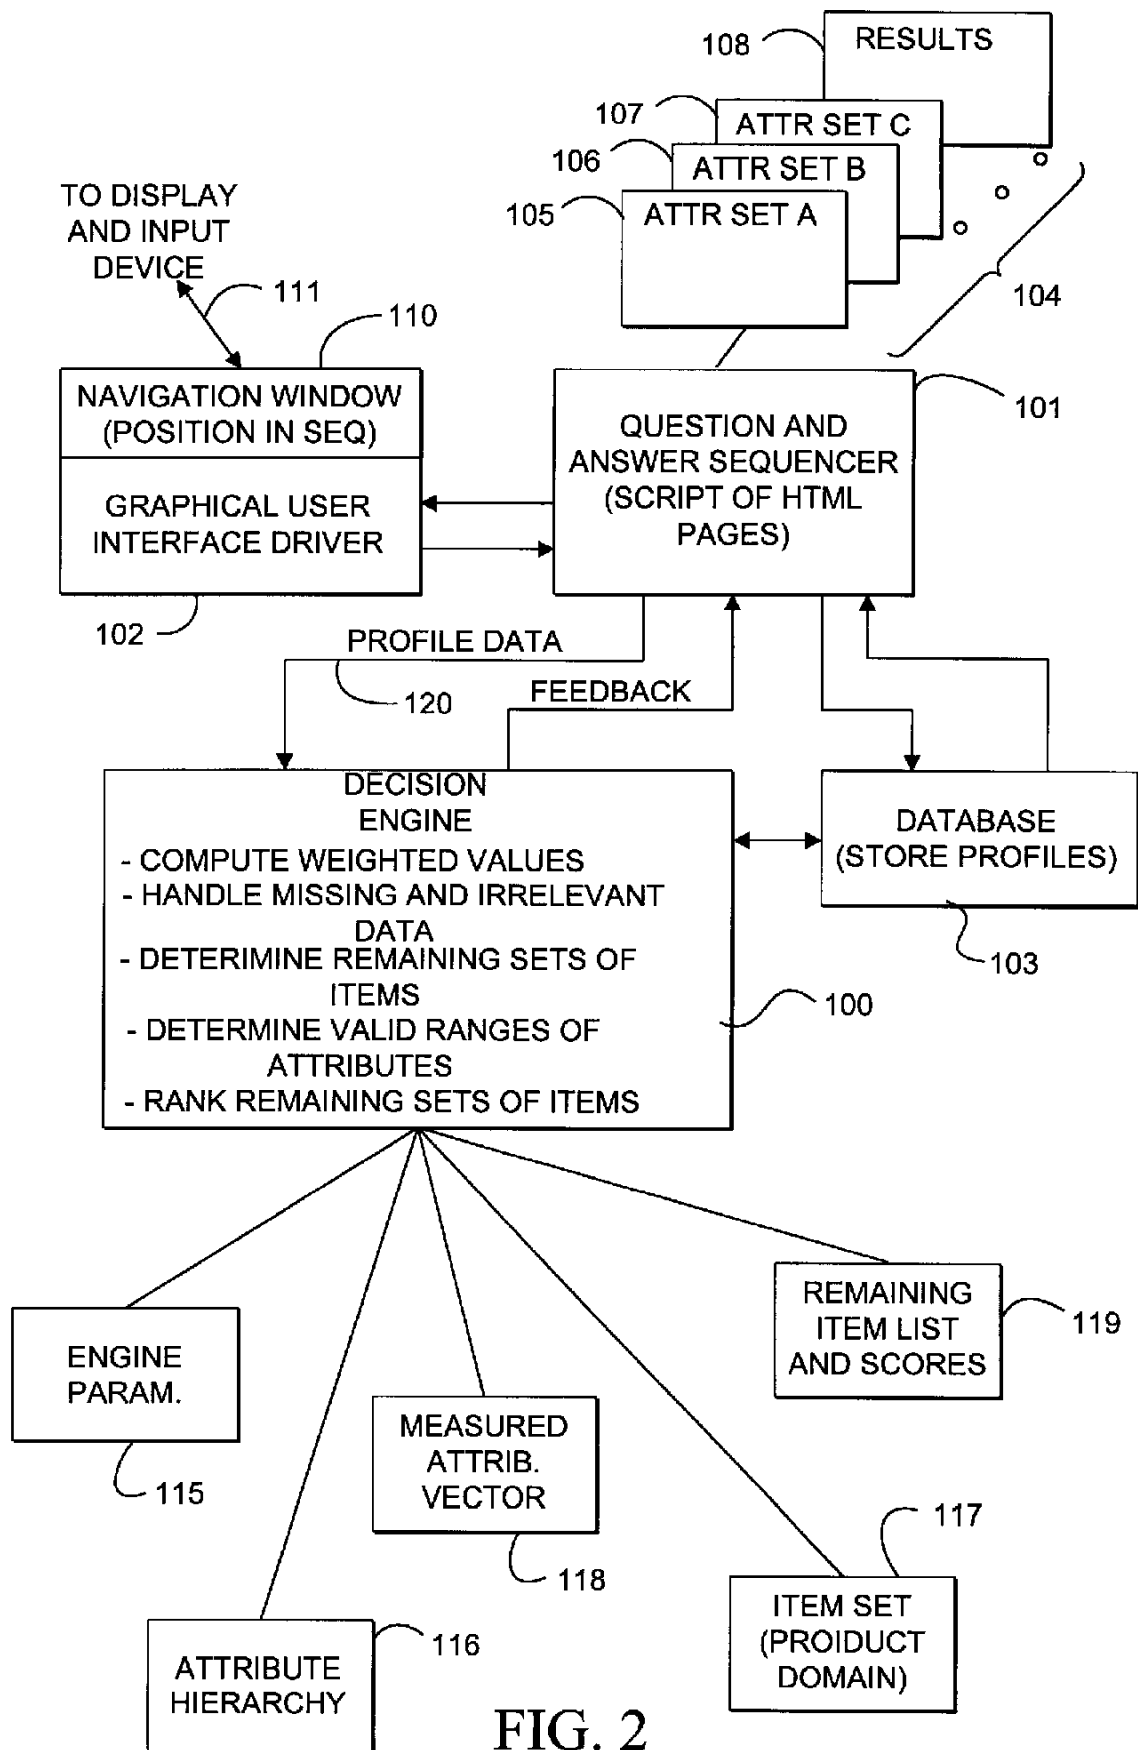 108
RESULTS
107
ATTR SET C
106
ATTR SET B
105
ATTR SET A
104
TO DISPLAY
AND INPUT
DEVICE
111
110
NAVIGATION WINDOW
(POSITION IN SEQ)
GRAPHICAL USER
INTERFACE DRIVER
102
101
QUESTION AND
ANSWER SEQUENCER
(SCRIPT OF HTML
PAGES)
PROFILE DATA
120
FEEDBACK
DECISION
ENGINE
- COMPUTE WEIGHTED VALUES
- HANDLE MISSING AND IRRELEVANT
DATA
- DETERIMINE REMAINING SETS OF
ITEMS
- DETERMINE VALID RANGES OF
ATTRIBUTES
- RANK REMAINING SETS OF ITEMS
100
DATABASE
(STORE PROFILES)
103
ENGINE
PARAM.
115
ATTRIBUTE
HIERARCHY
116
MEASURED
ATTRIB.
VECTOR
118
REMAINING
ITEM LIST
AND SCORES
119
117
ITEM SET
(PROIDUCT
DOMAIN)
FIG. 2